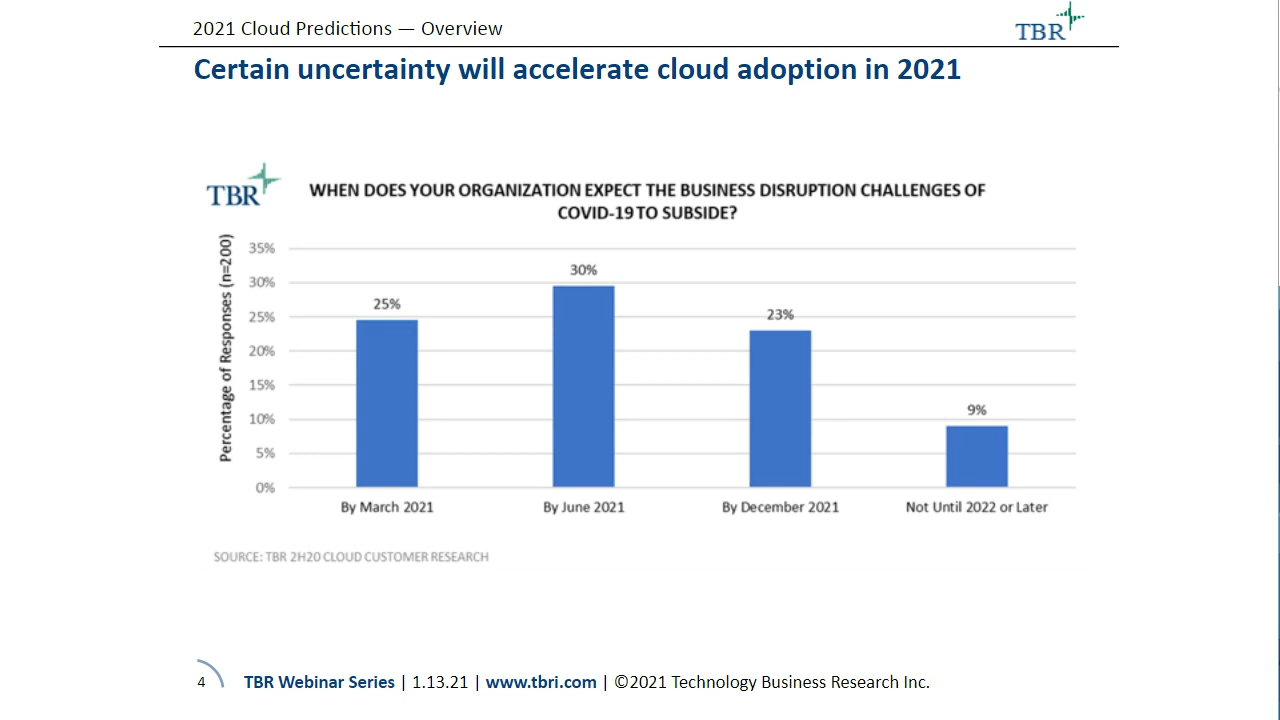 2021 Cloud Predictions — Overview
TBR
Certain uncertainty will accelerate cloud adoption in 2021
TBR
WHEN DOES YOUR ORGANIZATION EXPECT THE BUSINESS DISRUPTION CHALLENGES OF
COVID-19 TO SUBSIDE?
Percentage of Responses (n=200)
35%
30%
25%
20%
15%
10%
5%
0%
25%
30%
23%
9%
By March 2021
By June 2021
By December 2021
Not Until 2022 or Later
SOURCE: TBR 2H20 CLOUD CUSTOMER RESEARCH
4
TBR Webinar Series | 1.13.21 | www.tbri.com | ©2021 Technology Business Research Inc.